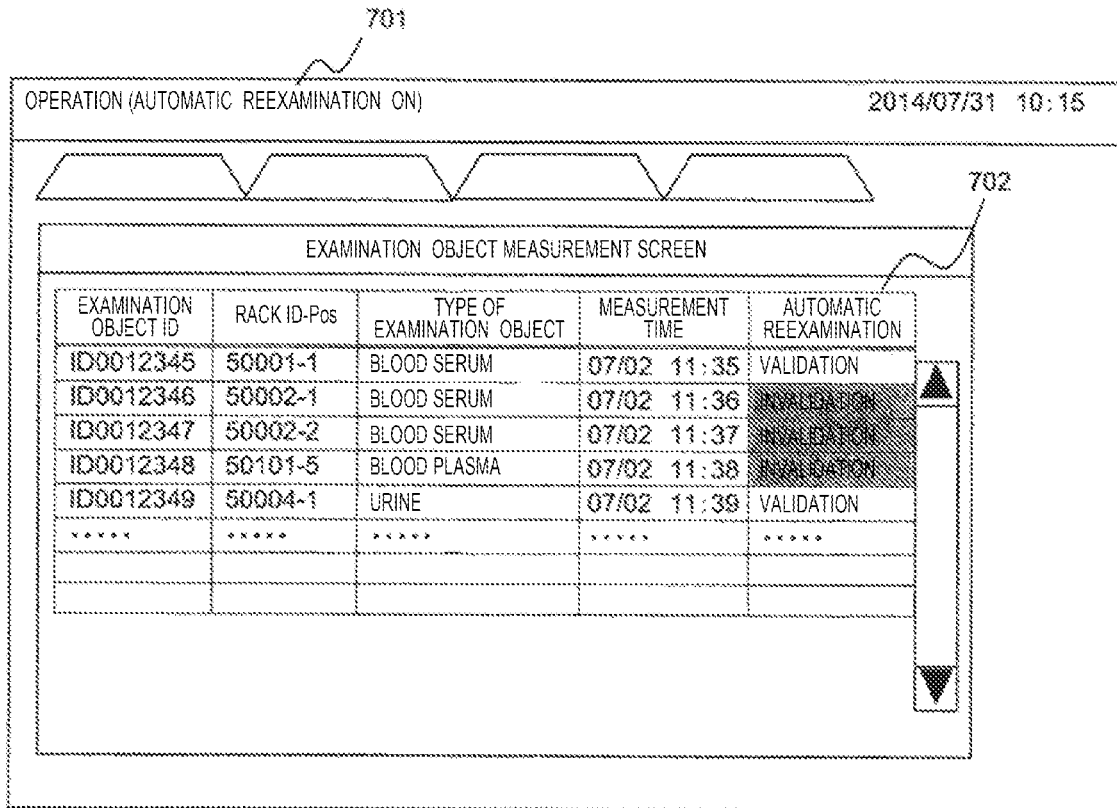 701
OPERATION (AUTOMATIC REEXAMINATION ON) 2014/07/31 10:15
702
EXAMINATION OBJECT MEASUREMENT SCREEN
EXAMINATION OBJECT ID RACK ID-Pos TYPE OF EXAMINATION OBJECT MEASUREMENT TIME AUTOMATIC REEXAMINATION
ID0012345 50001-1 BLOOD SERUM 07/02 11:35 VALIDATION
ID0012346 50002-1 BLOOD SERUM 07/02 11:36 INVALIDATION
ID0012347 50002-2 BLOOD SERUM 07/02 11:37 INVALIDATION
ID0012348 50101-5 BLOOD PLASMA 07/02 11:38 INVALIDATION
ID0012349 50004-1 URINE 07/02 11:39 VALIDATION
***** ***** ***** ***** *****